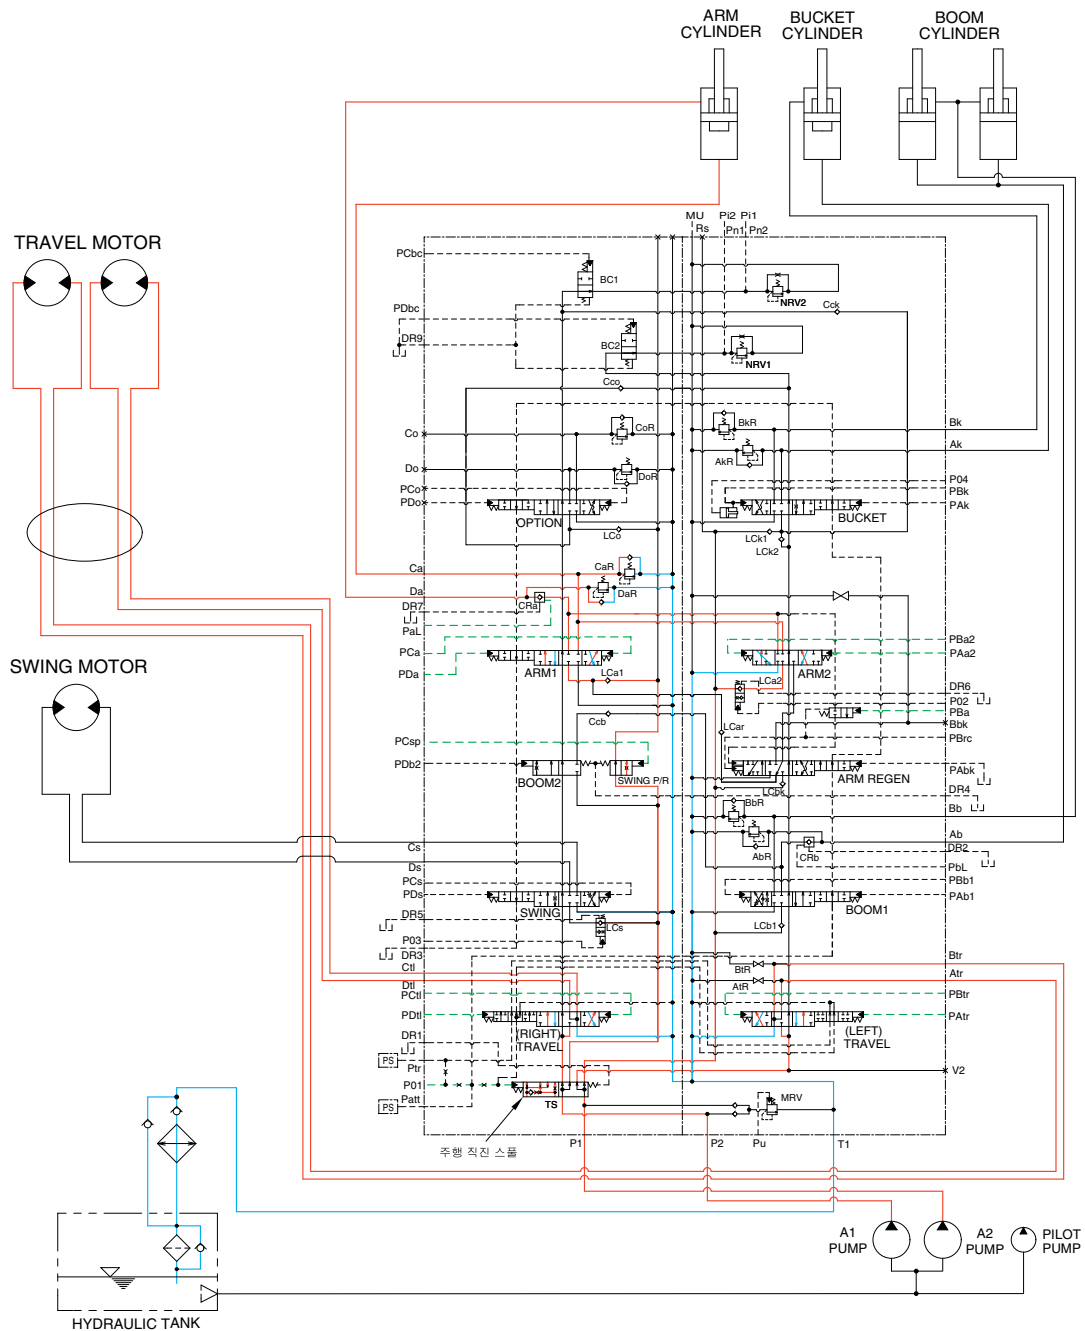 ARM
CYLINDER
BUCKET
CYLINDER
BOOM
CYLINDER
TRAVEL MOTOR
SWING MOTOR
MU
Rs
Pi2
Pi1
Pn1
Pn2
PCbc
BC1
NRV2
Cck
PDbc
DR9
BC2
NRV1
Cco
Co
CoR
BkR
Bk
AkR
Ak
Do
DoR
PCo
PDo
OPTION
LCo
P04
PBk
PAk
BUCKET
LCk1
LCk2
Ca
CaR
Da
DaR
CRa
DR7
PaL
PCa
PDa
ARM1
LCa1
PBa2
PAa2
ARM2
LCa2
DR6
P02
PBa
Bbk
PBrc
Ccb
LCar
PCsp
PDb2
BOOM2
SWING P/R
ARM REGEN
LCbk
PAbk
DR4
BbR
Bb
AbR
Ab
CRb
DR2
PbL
Cs
Ds
PCs
PDs
SWING
PBb1
PAb1
BOOM1
LCb1
DR5
LCs
P03
DR3
Ctl
Dtl
PCtl
PDtl
(RIGHT)
TRAVEL
BtR
AtR
Btr
Atr
PBtr
PAtr
(LEFT)
TRAVEL
DR1
PS
Ptr
P01
Patt
PS
TS
V2
MRV
주행 직진 스풀
P1
P2
Pu
T1
A1
PUMP
A2
PUMP
PILOT
PUMP
HYDRAULIC TANK